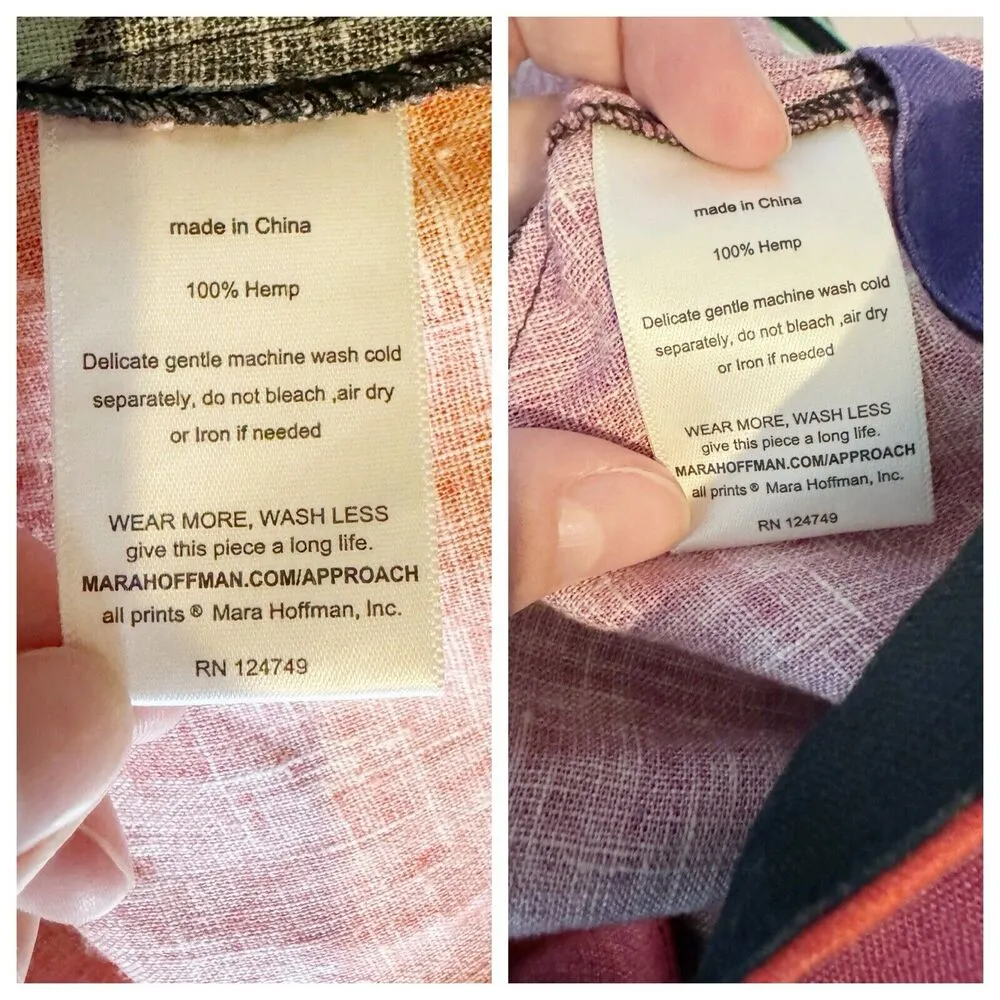 made in China
100% Hemp
Delicate gentle machine wash cold
separately, do not bleach ,air dry
or Iron if needed
WEAR MORE, WASH LESS
give this piece a long life.
MARAHOFFMAN.COM/APPROACH
all prints ® Mara Hoffman, Inc.
RN 124749
made in China
100% Hemp
Delicate gentle machine wash cold
separately, do not bleach ,air dry
or Iron if needed
WEAR MORE, WASH LESS
give this piece a long life.
MARAHOFFMAN.COM/APPROACH
all prints ® Mara Hoffman, Inc.
RN 124749